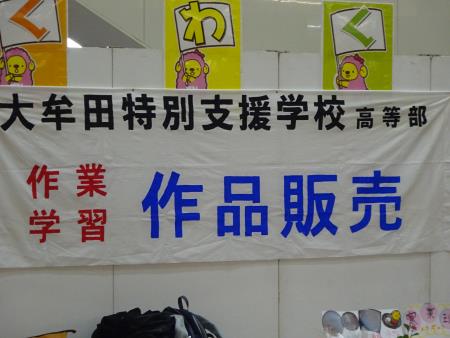 くわく
大牟田特別支援学校 高等部
作業
学習
作品販売